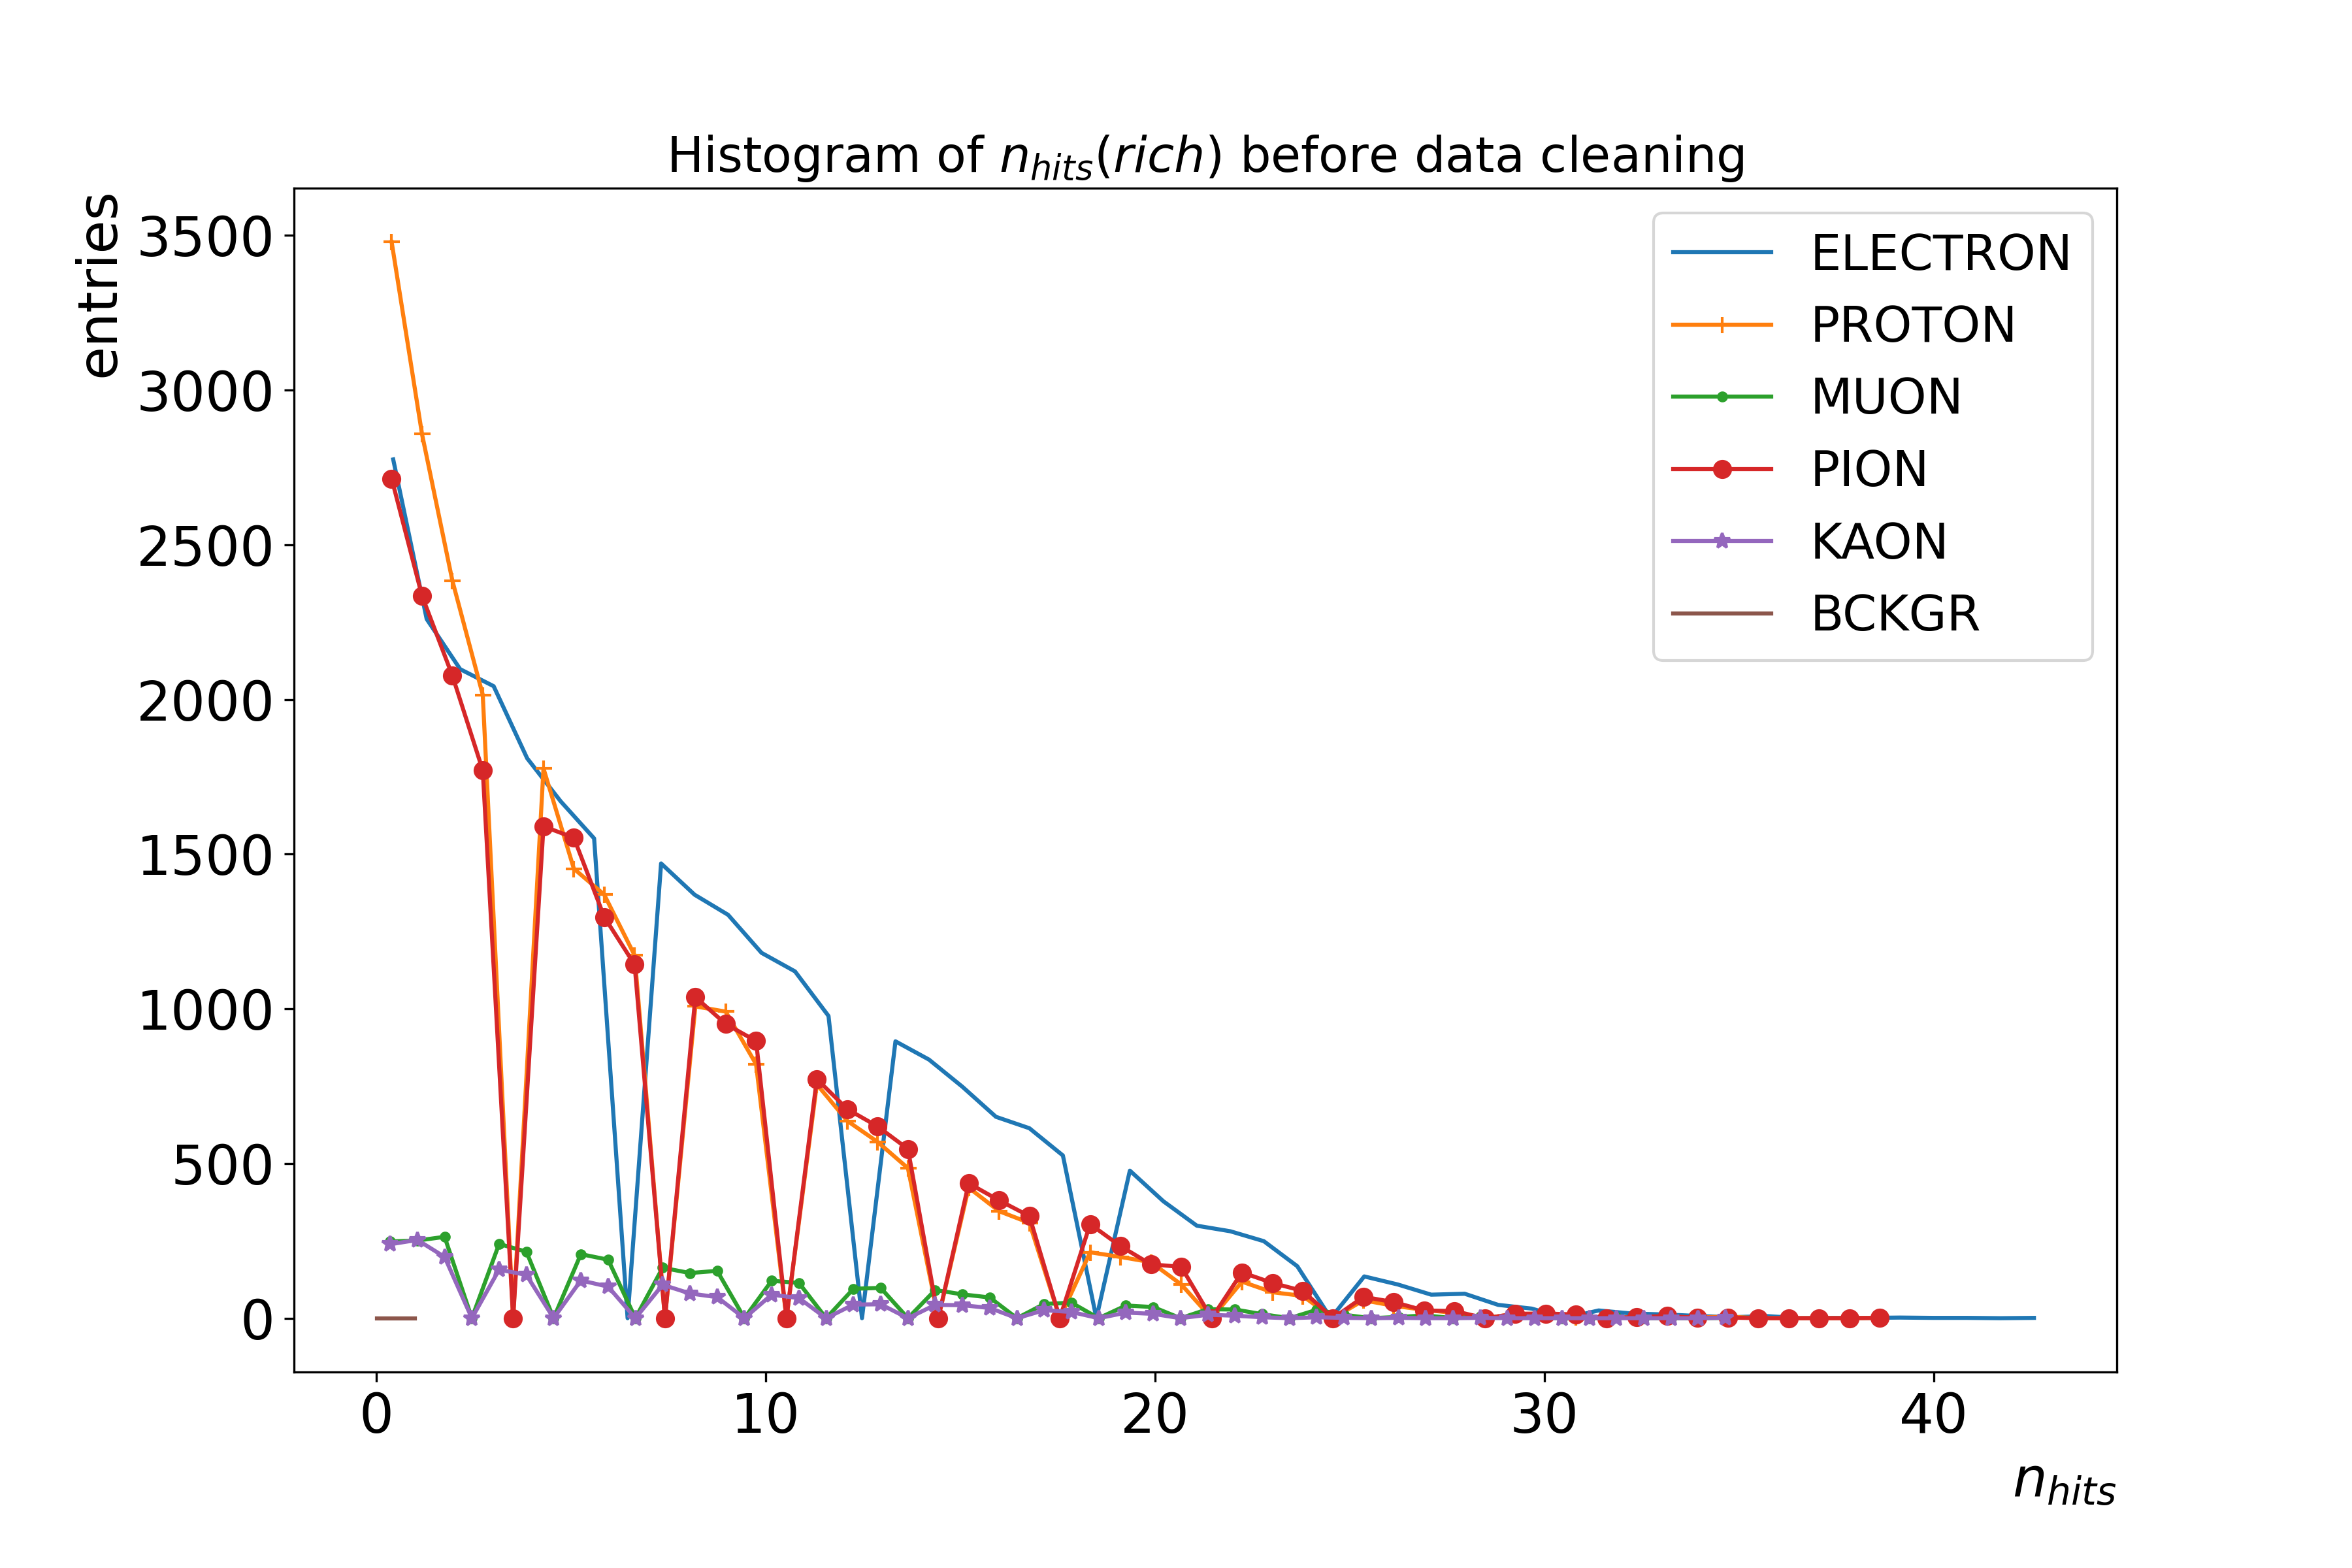 Histogram of n_hits(rich) before data cleaning
entries
3500
3000
2500
2000
1500
1000
500
0
ELECTRON
PROTON
MUON
PION
KAON
BCKGR
0 10 20 30 40
n_hits